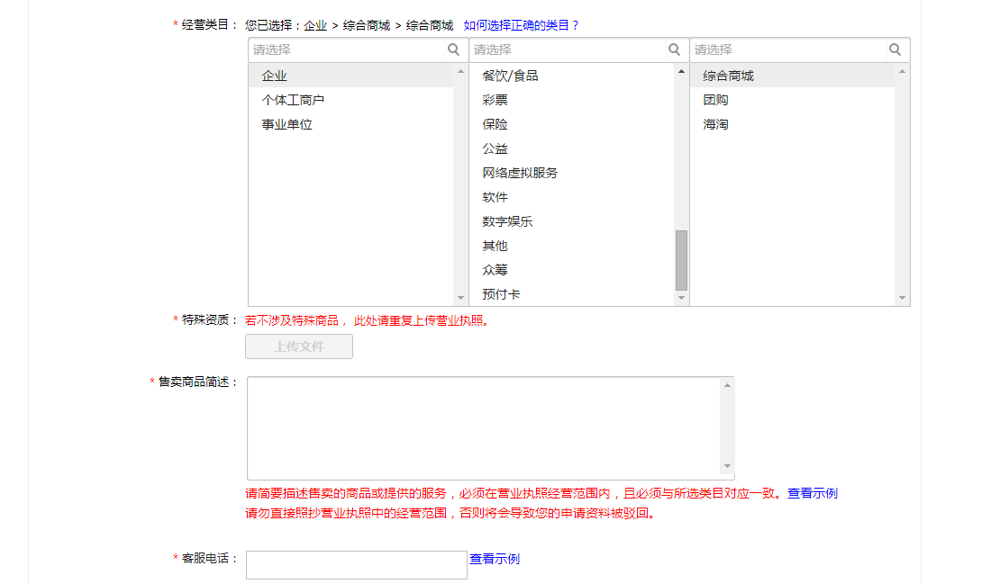 * 经营类目： 您已选择：企业 > 综合商城 > 综合商城 如何选择正确的类目？
请选择 请选择 请选择
企业 餐饮/食品 综合商城
个体工商户 彩票 团购
事业单位 保险 海淘
公益
网络虚拟服务
软件
数字娱乐
其他
众筹
预付卡
* 特殊资质： 若不涉及特殊商品， 此处请重复上传营业执照。
上传文件
* 售卖商品简述：
请简要描述售卖的商品或提供的服务，必须在营业执照经营范围内，且必须与所选类目对应一致。查看示例
请勿直接照抄营业执照中的经营范围，否则将会导致您的申请资料被驳回。
* 客服电话： 查看示例